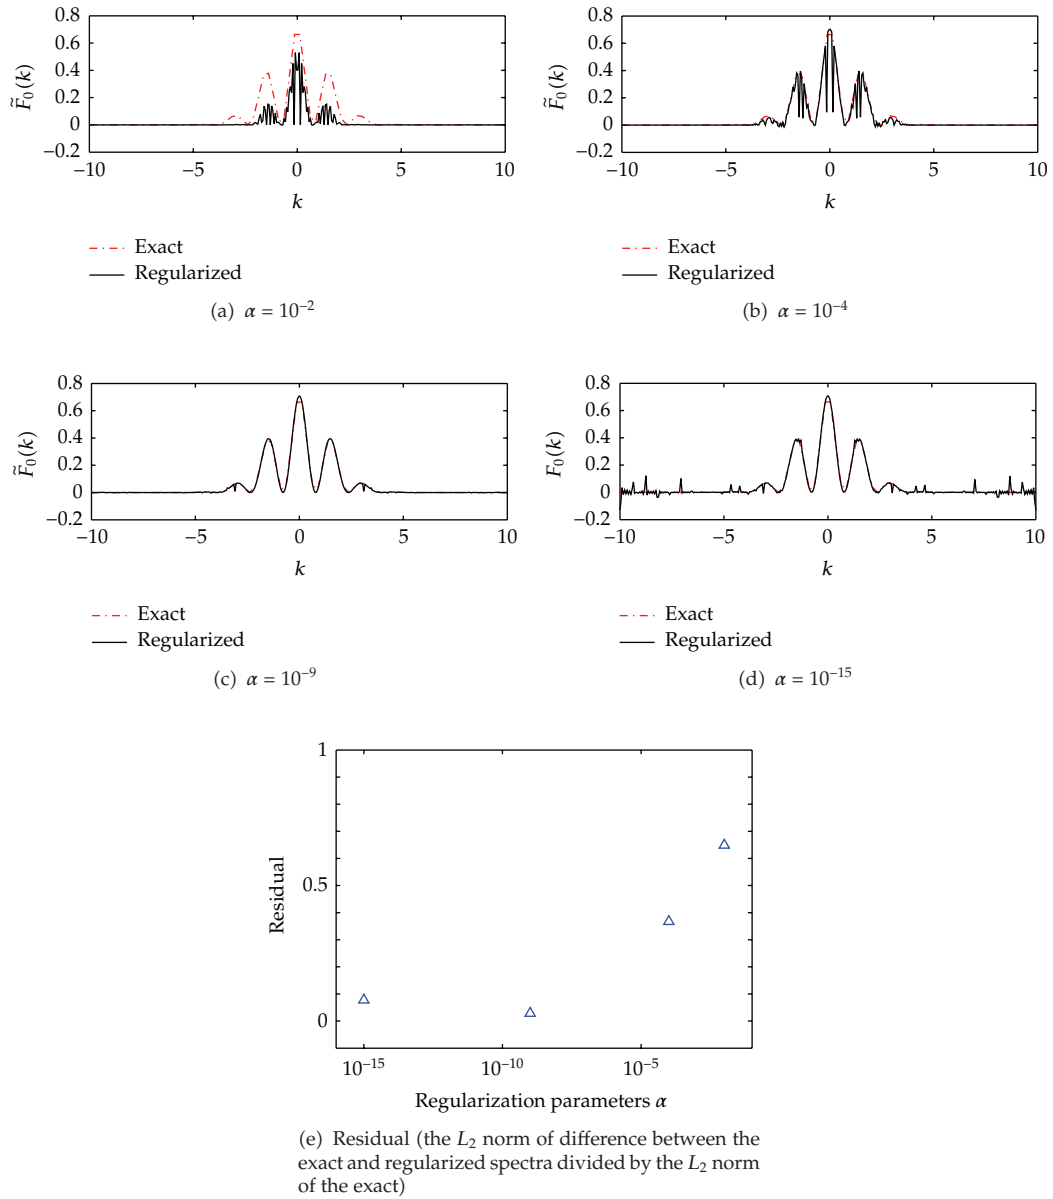 0.8
0.6
0.4
0.2
0
−0.2
F̃₀(k)
−10 −5 0 5 10
k
Exact
Regularized
(a) α = 10⁻²
0.8
0.6
0.4
0.2
0
−0.2
F̃₀(k)
−10 −5 0 5 10
k
Exact
Regularized
(b) α = 10⁻⁴
0.8
0.6
0.4
0.2
0
−0.2
F̃₀(k)
−10 −5 0 5 10
k
Exact
Regularized
(c) α = 10⁻⁹
0.8
0.6
0.4
0.2
0
−0.2
F₀(k)
−10 −5 0 5 10
k
Exact
Regularized
(d) α = 10⁻¹⁵
1
0.5
0
Residual
10⁻¹⁵ 10⁻¹⁰ 10⁻⁵
Regularization parameters α
(e) Residual (the L₂ norm of difference between the
exact and regularized spectra divided by the L₂ norm
of the exact)